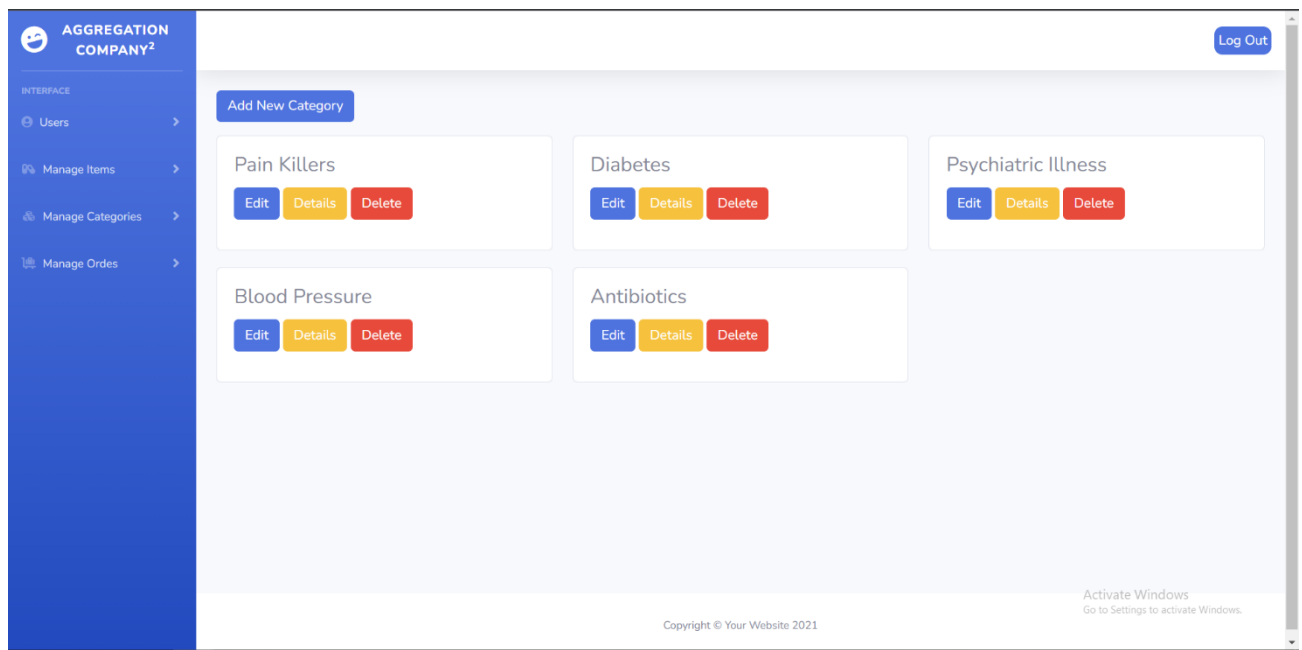 AGGREGATION
COMPANY²
Log Out
INTERFACE
Users
Manage Items
Manage Categories
Manage Ordes
Add New Category
Pain Killers
Edit Details Delete
Diabetes
Edit Details Delete
Psychiatric Illness
Edit Details Delete
Blood Pressure
Edit Details Delete
Antibiotics
Edit Details Delete
Activate Windows
Go to Settings to activate Windows.
Copyright © Your Website 2021